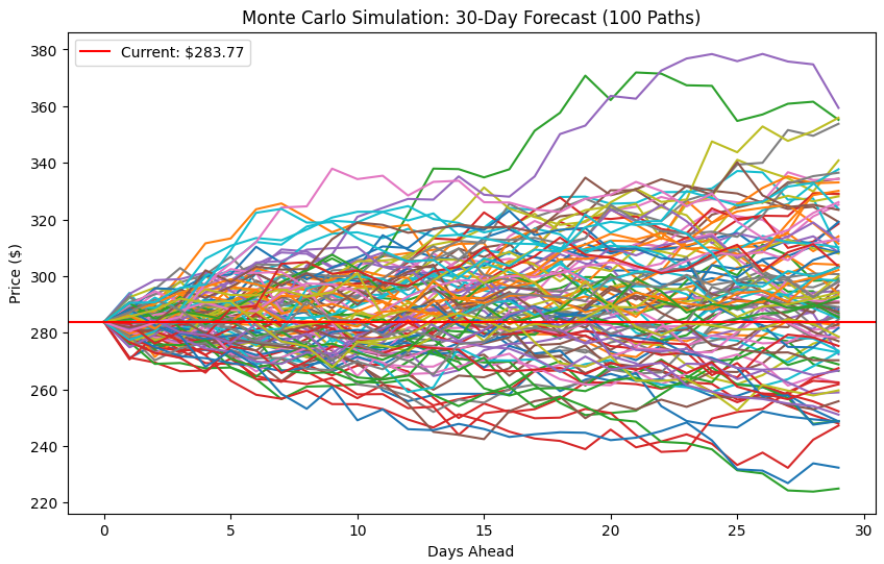 Monte Carlo Simulation: 30-Day Forecast (100 Paths)
Current: $283.77
Price ($)
380
360
340
320
300
280
260
240
220
0 5 10 15 20 25 30
Days Ahead